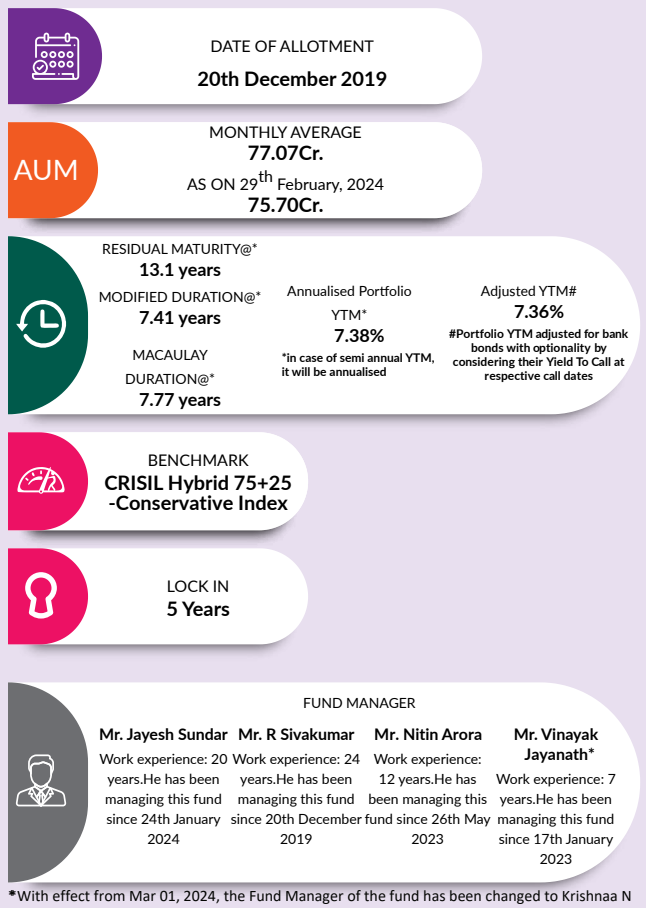 DATE OF ALLOTMENT
20th December 2019
AUM
MONTHLY AVERAGE
77.07Cr.
AS ON 29th February, 2024
75.70Cr.
RESIDUAL MATURITY@*
13.1 years
MODIFIED DURATION@*
7.41 years
MACAULAY
DURATION@*
7.77 years
Annualised Portfolio
YTM*
7.38%
*in case of semi annual YTM,
it will be annualised
Adjusted YTM#
7.36%
#Portfolio YTM adjusted for bank
bonds with optionality by
considering their Yield To Call at
respective call dates
BENCHMARK
CRISIL Hybrid 75+25
-Conservative Index
LOCK IN
5 Years
FUND MANAGER
Mr. Jayesh Sundar
Work experience: 20
years.He has been
managing this fund
since 24th January
2024
Mr. R Sivakumar
Work experience: 24
years.He has been
managing this fund
since 20th December
2019
Mr. Nitin Arora
Work experience:
12 years.He has
been managing this
fund since 26th May
2023
Mr. Vinayak
Jayanath*
Work experience: 7
years.He has been
managing this fund
since 17th January
2023
*With effect from Mar 01, 2024, the Fund Manager of the fund has been changed to Krishnaa N